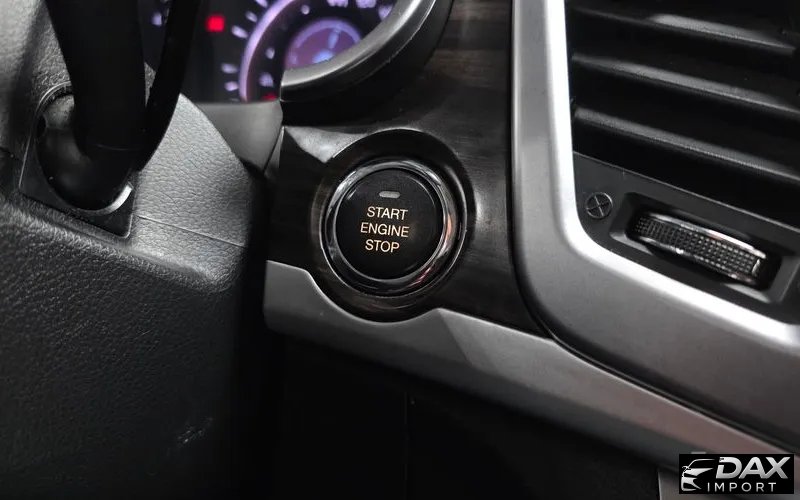 START
ENGINE
STOP
DAX
IMPORT